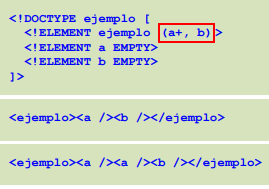 <!DOCTYPE ejemplo [
<!ELEMENT ejemplo (a+, b)>
<!ELEMENT a EMPTY>
<!ELEMENT b EMPTY>
]>
<ejemplo><a /><b /></ejemplo>
<ejemplo><a /><a /><b /></ejemplo>